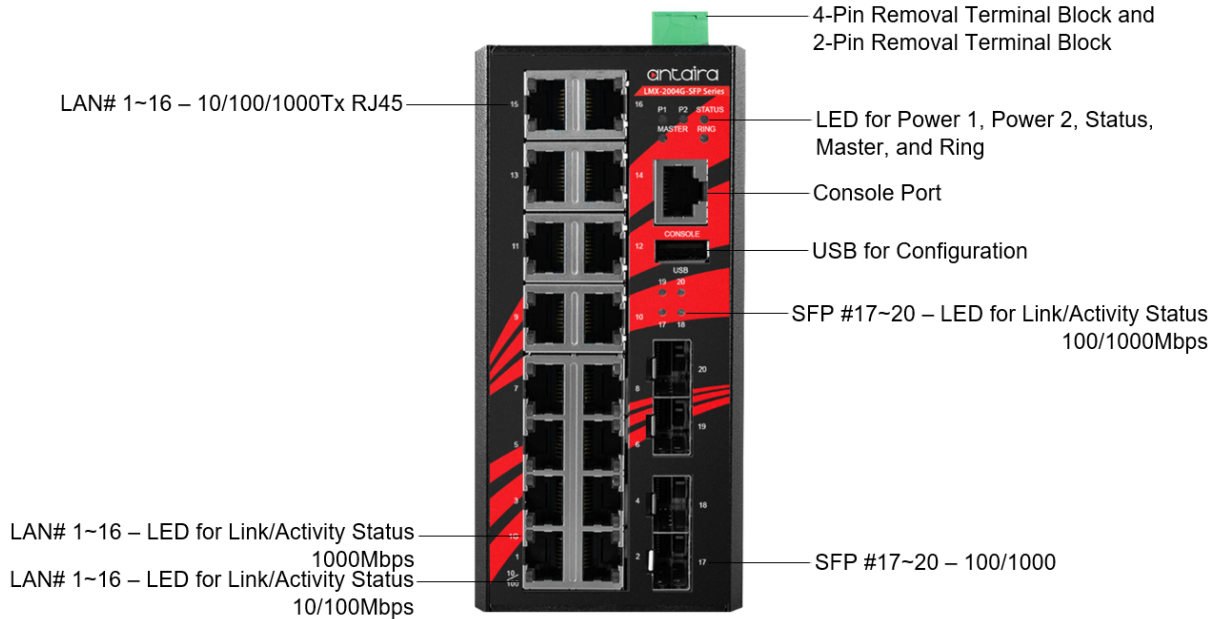 4-Pin Removal Terminal Block and
2-Pin Removal Terminal Block
antaira
LMX-2004G-SFP Series
LAN# 1~16 – 10/100/1000Tx RJ45
15
16
P1 P2 STATUS
MASTER RING
LED for Power 1, Power 2, Status,
Master, and Ring
13
14
Console Port
CONSOLE
11
12
USB for Configuration
USB
19 20
9
10
17 18
SFP #17~20 – LED for Link/Activity Status
100/1000Mbps
20
7
8
19
5
6
3
4
18
LAN# 1~16 – LED for Link/Activity Status
1000Mbps
1G
1
2
17
SFP #17~20 – 100/1000
LAN# 1~16 – LED for Link/Activity Status
10/100Mbps
10/100